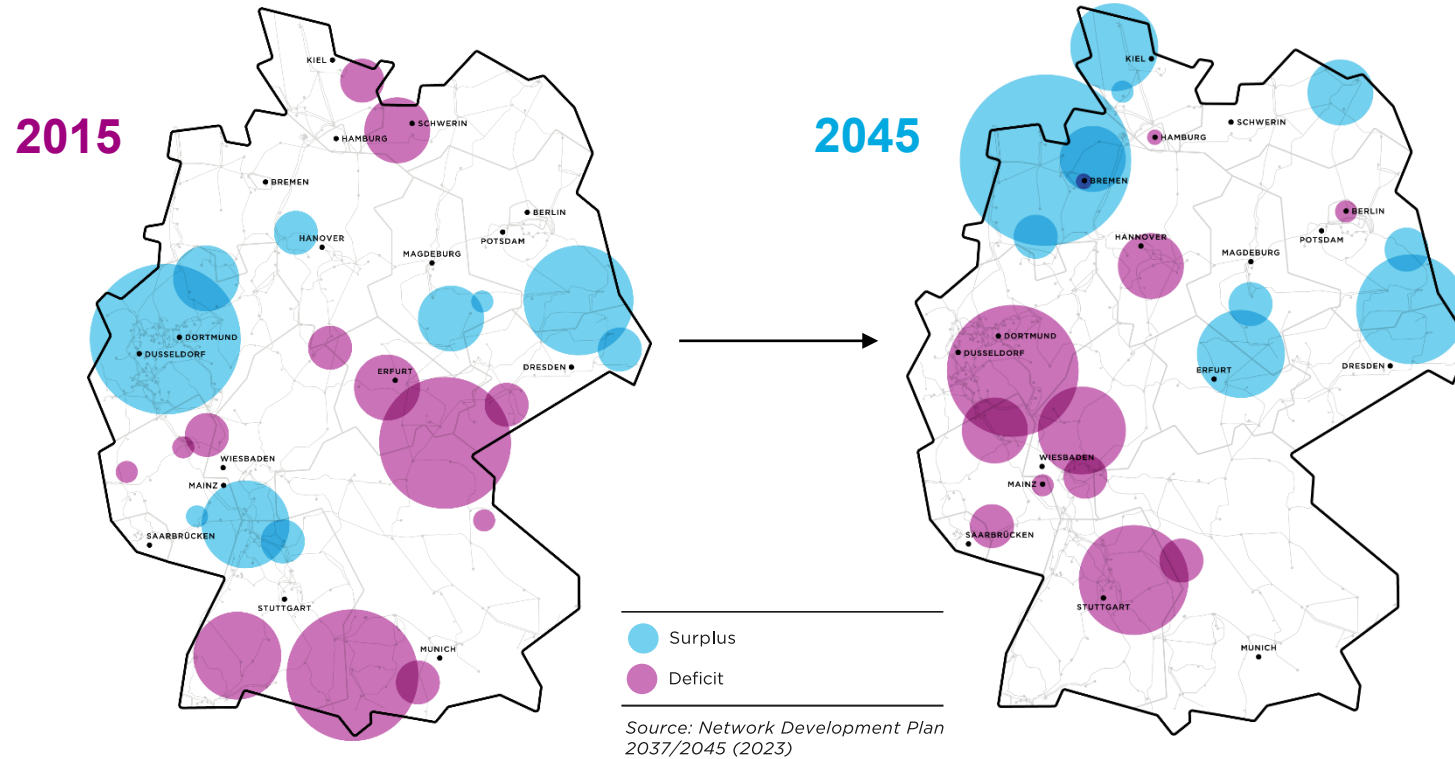 2015
KIEL
SCHWERIN
HAMBURG
BREMEN
BERLIN
HANOVER
POTSDAM
MAGDEBURG
DORTMUND
DUSSELDORF
ERFURT
DRESDEN
WIESBADEN
MAINZ
SAARBRÜCKEN
STUTTGART
MUNICH
2045
KIEL
SCHWERIN
HAMBURG
BREMEN
BERLIN
POTSDAM
HANNOVER
MAGDEBURG
DORTMUND
DUSSELDORF
ERFURT
DRESDEN
WIESBADEN
MAINZ
SAARBRÜCKEN
STUTTGART
MUNICH
Surplus
Deficit
Source: Network Development Plan
2037/2045 (2023)